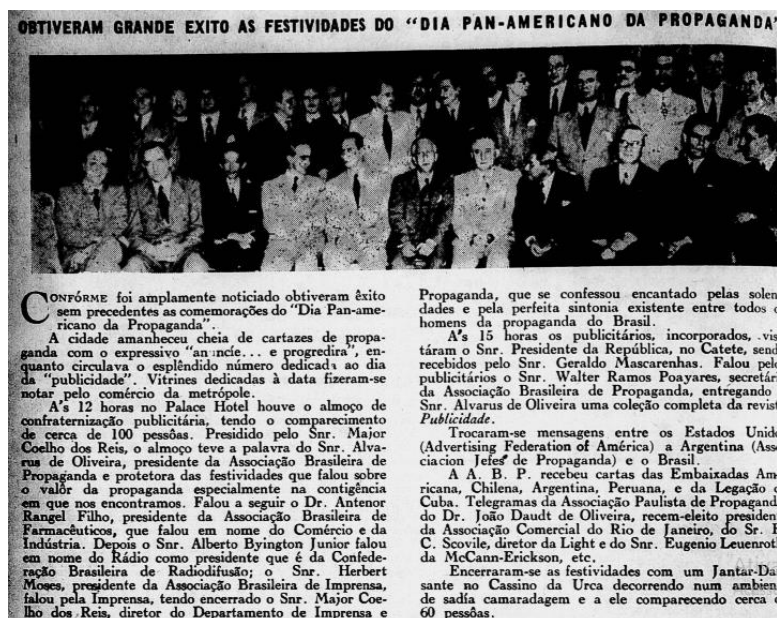 OBTIVERAM GRANDE EXITO AS FESTIVIDADES DO "DIA PAN-AMERICANO DA PROPAGANDA"
CONFÓRME foi amplamente noticiado obtiveram êxito
sem precedentes as comemorações do "Dia Pan-ame-
ricano da Propaganda".
A cidade amanheceu cheia de cartazes de propa-
ganda com o expressivo "anuncie... e progredira", en-
quanto circulava o esplêndido número dedicada ao dia
da "publicidade". Vitrines dedicadas à data fizeram-se
notar pelo comércio da metrópole.
A's 12 horas no Palace Hotel houve o almoço de
confraternização publicitária, tendo o comparecimento
de cerca de 100 pessôas. Presidido pelo Snr. Major
Coelho dos Reis, o almoço teve a palavra do Snr. Alva-
rus de Oliveira, presidente da Associação Brasileira de
Propaganda e protetora das festividades que falou sobre
o valor da propaganda especialmente na contigência
em que nos encontramos. Falou a seguir o Dr. Antenor
Rangel Filho, presidente da Associação Brasileira de
Farmacêuticos, que falou em nome do Comércio e da
Indústria. Depois o Snr. Alberto Byington Junior falou
em nome do Rádio como presidente que é da Confede-
ração Brasileira de Radiodifusão; o Snr. Herbert
Moses, presidente da Associação Brasileira de Imprensa,
falou pela Imprensa, tendo encerrado o Snr. Major Coe-
lho dos Reis, diretor do Departamento de Imprensa e
Propaganda, que se confessou encantado pelas solen
dades e pela perfeita sintonia existente entre todos o
homens da propaganda do Brasil.
A's 15 horas os publicitários, incorporados, vis
táram o Snr. Presidente da República, no Catete, send
recebidos pelo Snr. Geraldo Mascarenhas. Falou pelo
publicitários o Snr. Walter Ramos Poayares, secretár
da Associação Brasileira de Propaganda, entregando
Snr. Alvarus de Oliveira uma coleção completa da revist
Publicidade.
Trocaram-se mensagens entre os Estados Unido
(Advertising Federation of América) a Argentina (Aso
ciacion Jefes de Propaganda) e o Brasil.
A A. B. P. recebeu cartas das Embaixadas Am
ricana, Chilena, Argentina, Peruana, e da Legação d
Cuba. Telegramas da Associação Paulista de Propagand
do Dr. João Daudt de Oliveira, recem-eleito presiden
da Associação Comercial do Rio de Janeiro, do Sr. I
C. Scovile, diretor da Light e do Snr. Eugenio Leuenrot
da McCann-Erickson, etc.
Encerraram-se as festividades com um Jantar-Da
sante no Cassino da Urca decorrendo num ambien
de sadía camaradagem e a ele comparecendo cerca d
60 pessôas.